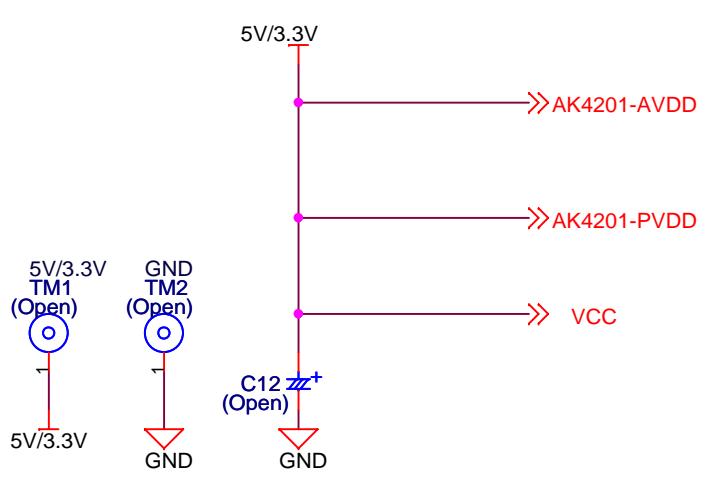 5V/3.3V
AK4201-AVDD
AK4201-PVDD
5V/3.3V
TM1
(Open)
1
5V/3.3V
GND
TM2
(Open)
1
GND
VCC
C12
+
(Open)
GND